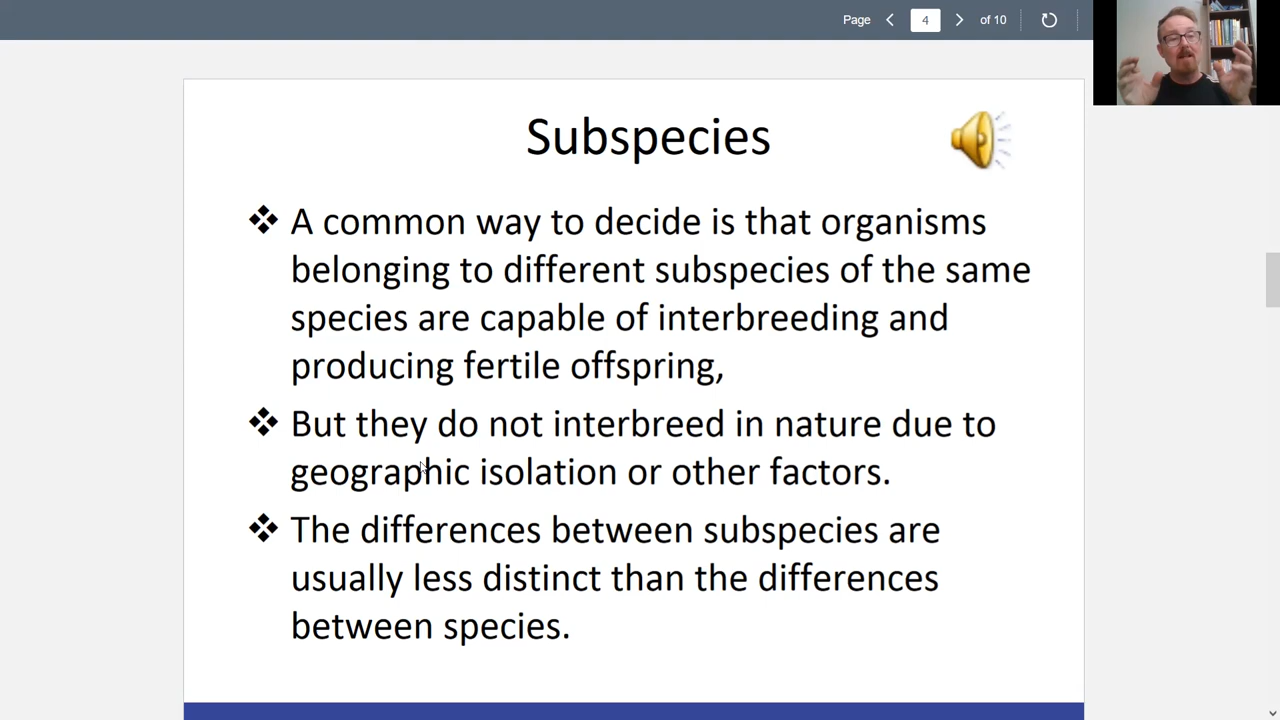 Page 4 of 10
Subspecies
❖ A common way to decide is that organisms
belonging to different subspecies of the same
species are capable of interbreeding and
producing fertile offspring,
❖ But they do not interbreed in nature due to
geographic isolation or other factors.
❖ The differences between subspecies are
usually less distinct than the differences
between species.